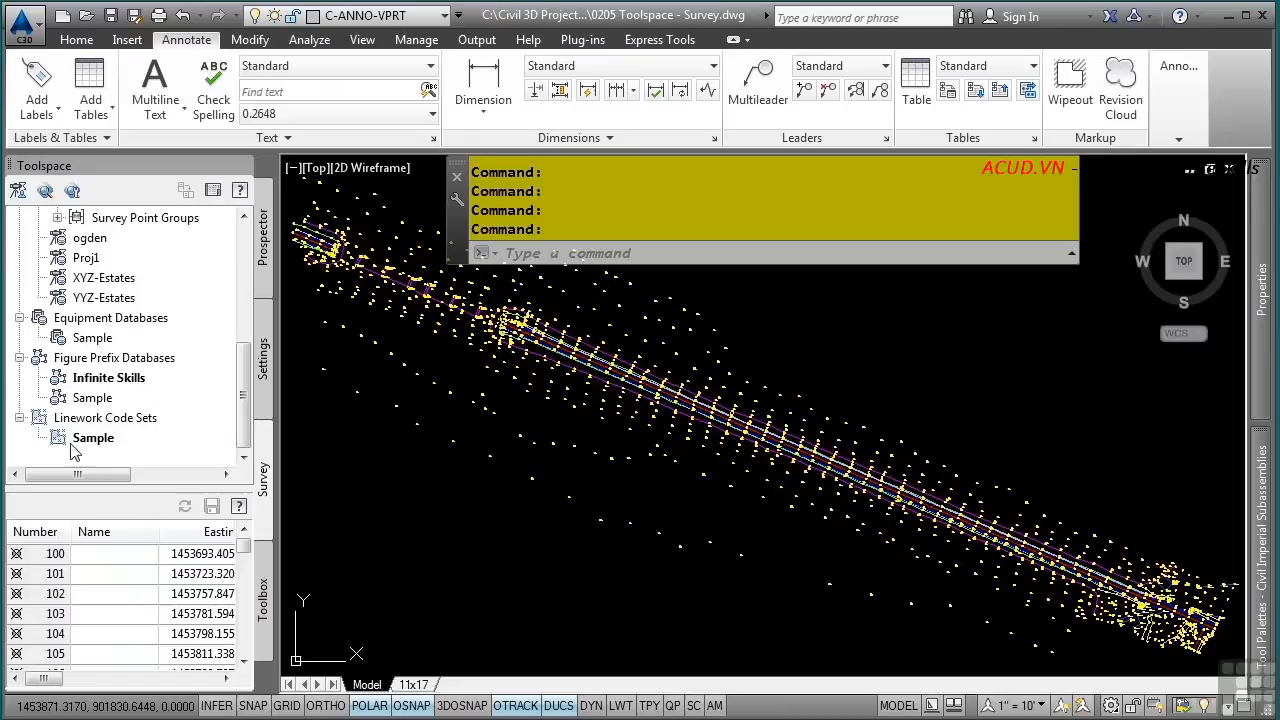 C3D
C-ANNO-VPRT
C:\Civil 3D Project...\0205 Toolspace - Survey.dwg
Type a keyword or phrase
Sign In
Home Insert Annotate Modify Analyze View Manage Output Help Plug-ins Express Tools
Add Labels
Add Tables
Multiline Text
Check Spelling
ABC
Standard
Find text
0.2648
Dimension
Standard
Multileader
Standard
Table
Standard
Wipeout
Revision Cloud
Anno...
Labels & Tables
Text
Dimensions
Leaders
Tables
Markup
Toolspace
Survey Point Groups
ogden
Proj1
XYZ-Estates
YYZ-Estates
Equipment Databases
Sample
Figure Prefix Databases
Infinite Skills
Sample
Linework Code Sets
Sample
Prospector
Settings
Survey
Toolbox
Number Name Eastir
100 1453693.405
101 1453723.320
102 1453757.847
103 1453781.594
104 1453798.155
105 1453811.338
[−][Top][2D Wireframe]
Command:
Command:
Command:
Command:
Type a command
ACUD.VN -
N
W TOP E
S
WCS
Properties
Tool Palettes - Civil Imperial Subassemblies
Y
X
Model 11x17
1453871.3170, 901830.6448, 0.0000 INFER SNAP GRID ORTHO POLAR OSNAP 3DOSNAP OTRACK DUCS DYN LWT TPY QP SC AM MODEL 1" = 10'